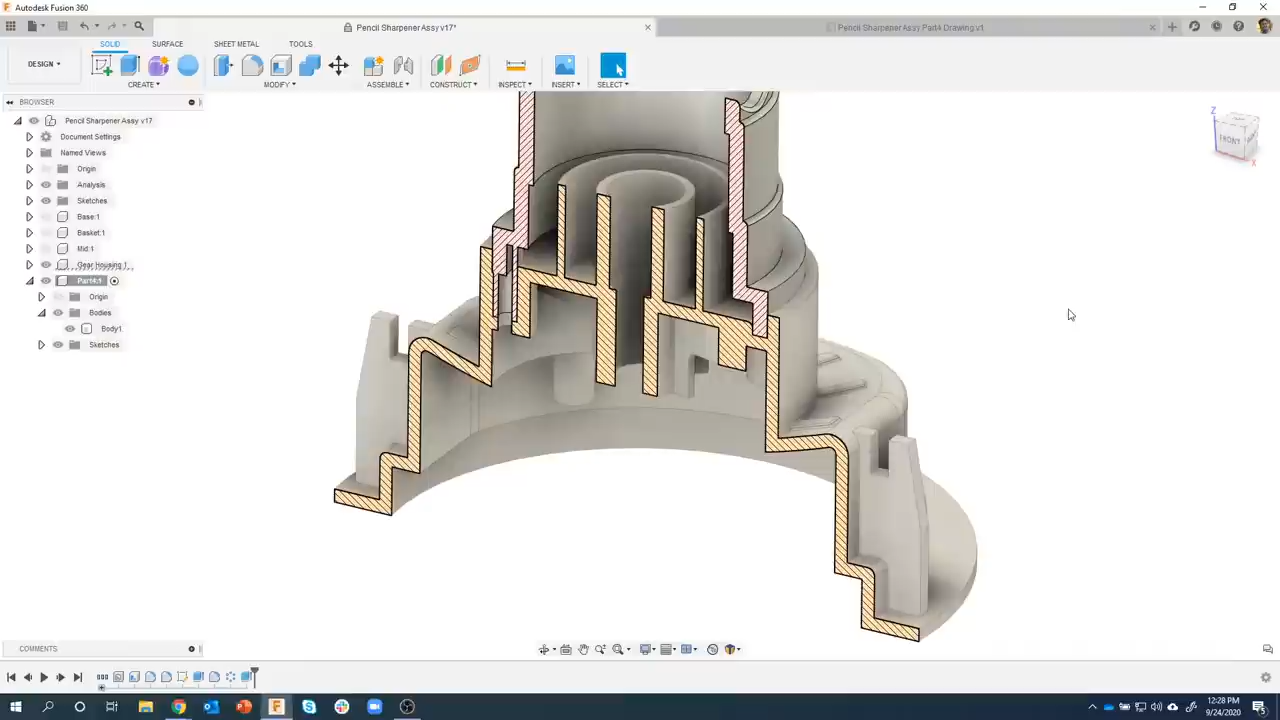 Autodesk Fusion 360
Pencil Sharpener Assy v17*
Pencil Sharpener Assy Part4 Drawing v1
SOLID
SURFACE
SHEET METAL
TOOLS
DESIGN
CREATE
MODIFY
ASSEMBLE
CONSTRUCT
INSPECT
INSERT
SELECT
BROWSER
Pencil Sharpener Assy v17
Document Settings
Named Views
Origin
Analysis
Sketches
Base:1
Basket:1
Mid:1
Gear Housing:1
Part4:1
Origin
Bodies
Body1
Sketches
Z
FRONT
X
COMMENTS
12:28 PM
9/24/2020